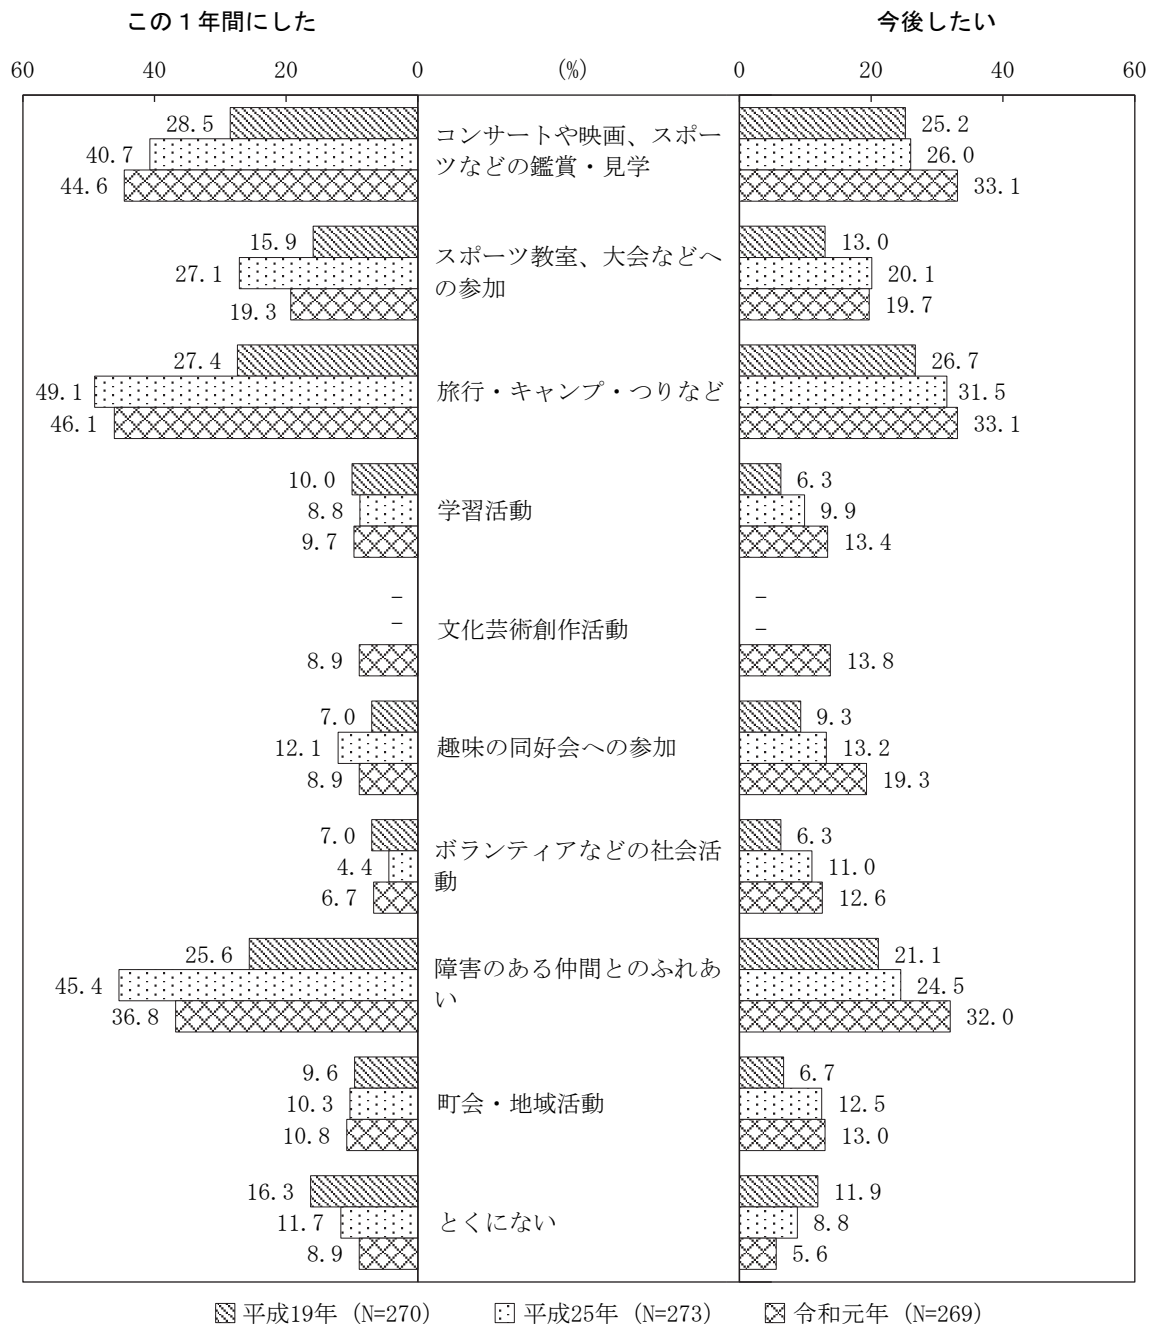 この１年間にした 今後したい
60 40 20 0 (%) 0 20 40 60
28.5 25.2
40.7 コンサートや映画、スポー 26.0
44.6 ツなどの鑑賞・見学 33.1
15.9 13.0
27.1 スポーツ教室、大会などへ 20.1
19.3 の参加 19.7
27.4 26.7
49.1 旅行・キャンプ・つりなど 31.5
46.1 33.1
10.0 6.3
8.8 学習活動 9.9
9.7 13.4
－ －
－ 文化芸術創作活動 －
8.9 13.8
7.0 9.3
12.1 趣味の同好会への参加 13.2
8.9 19.3
7.0 6.3
4.4 ボランティアなどの社会活 11.0
6.7 動 12.6
25.6 21.1
45.4 障害のある仲間とのふれあ 24.5
36.8 い 32.0
9.6 6.7
10.3 町会・地域活動 12.5
10.8 13.0
16.3 11.9
11.7 とくにない 8.8
8.9 5.6
平成19年 (N=270) 平成25年 (N=273) 令和元年 (N=269)